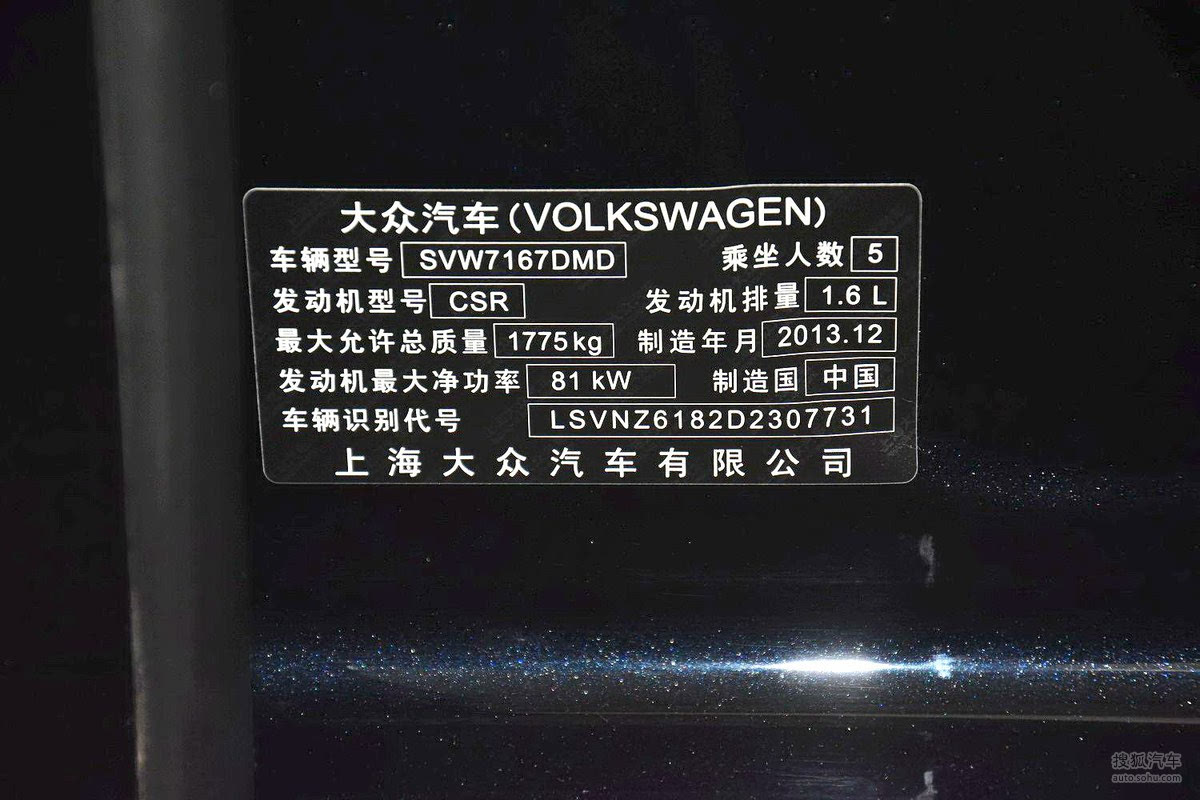 大众汽车(VOLKSWAGEN)
车辆型号 SVW7167DMD 乘坐人数 5
发动机型号 CSR 发动机排量 1.6 L
最大允许总质量 1775kg 制造年月 2013.12
发动机最大净功率 81 kW 制造国 中国
车辆识别代号 LSVNZ6182D2307731
上海大众汽车有限公司
搜狐汽车
auto.sohu.com